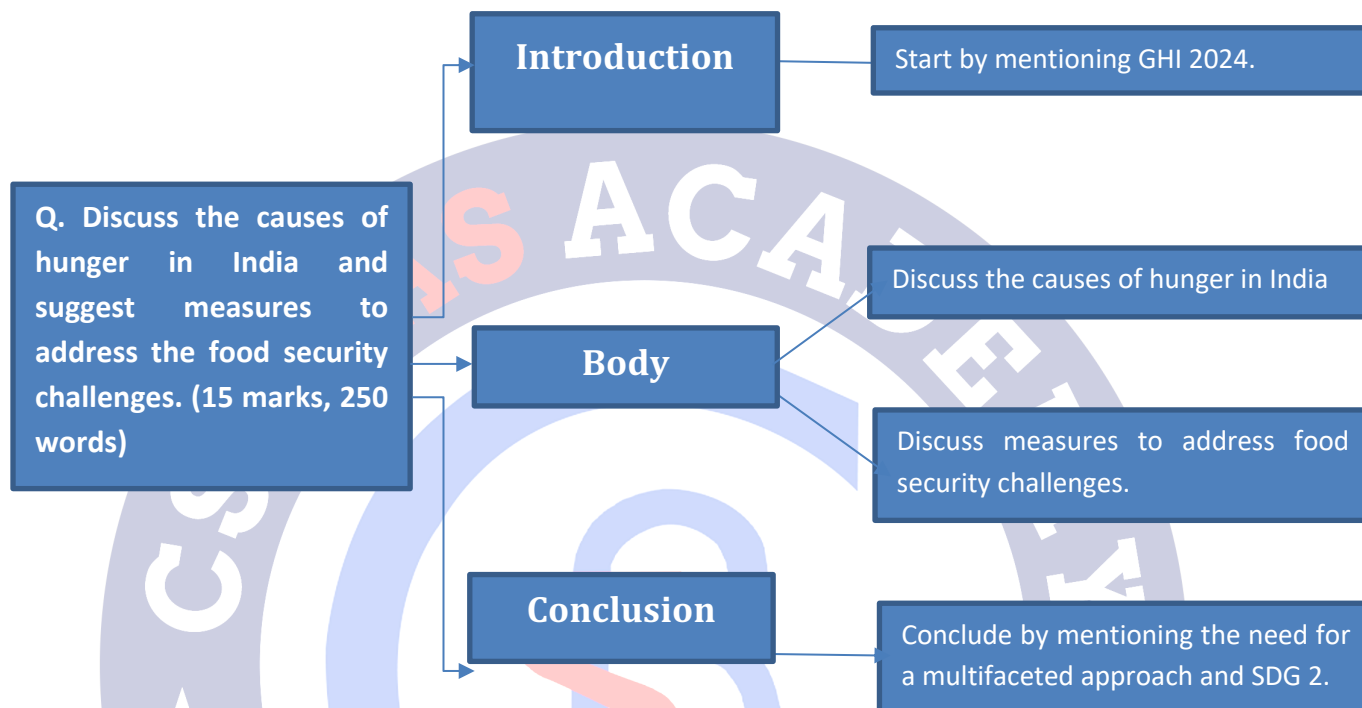 Introduction
Start by mentioning GHI 2024.
Q. Discuss the causes of
hunger in India and
suggest measures to
address the food security
challenges. (15 marks, 250
words)
Body
Discuss the causes of hunger in India
Discuss measures to address food
security challenges.
Conclusion
Conclude by mentioning the need for
a multifaceted approach and SDG 2.
ACADEMY